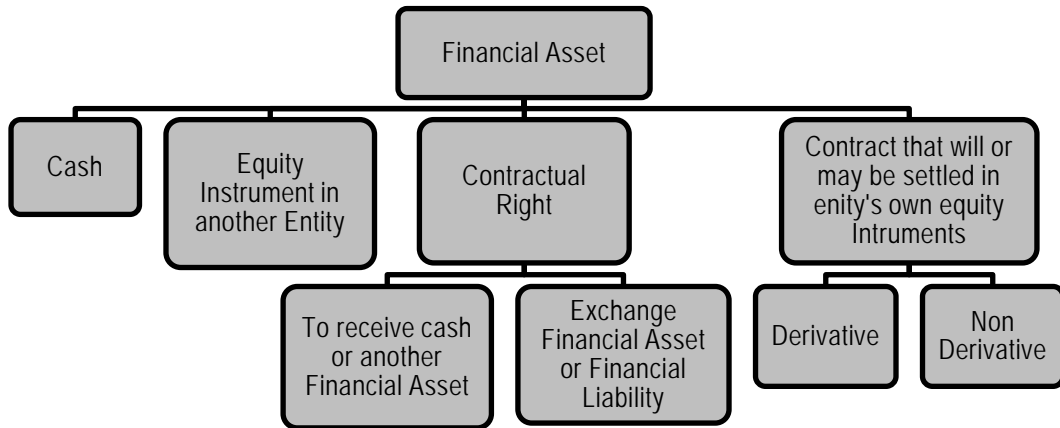 Financial Asset
Cash
Equity
Instrument in
another Entity
Contractual
Right
Contract that will or
may be settled in
enity's own equity
Intruments
To receive cash
or another
Financial Asset
Exchange
Financial Asset
or Financial
Liability
Derivative
Non
Derivative